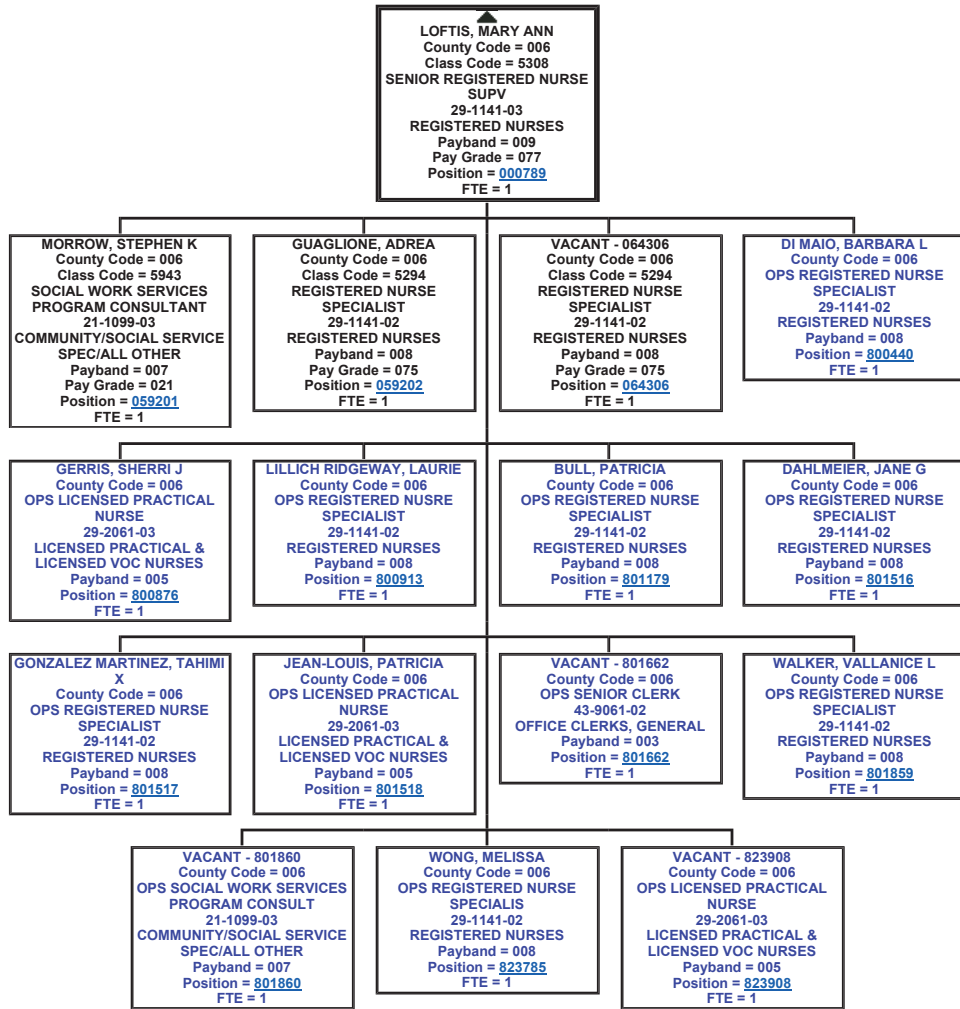 LOFTIS, MARY ANN
County Code = 006
Class Code = 5308
SENIOR REGISTERED NURSE
SUPV
29-1141-03
REGISTERED NURSES
Payband = 009
Pay Grade = 077
Position = 000789
FTE = 1
MORROW, STEPHEN K
County Code = 006
Class Code = 5943
SOCIAL WORK SERVICES
PROGRAM CONSULTANT
21-1099-03
COMMUNITY/SOCIAL SERVICE
SPEC/ALL OTHER
Payband = 007
Pay Grade = 021
Position = 059201
FTE = 1
GUAGLIONE, ADREA
County Code = 006
Class Code = 5294
REGISTERED NURSE
SPECIALIST
29-1141-02
REGISTERED NURSES
Payband = 008
Pay Grade = 075
Position = 059202
FTE = 1
VACANT - 064306
County Code = 006
Class Code = 5294
REGISTERED NURSE
SPECIALIST
29-1141-02
REGISTERED NURSES
Payband = 008
Pay Grade = 075
Position = 064306
FTE = 1
DI MAIO, BARBARA L
County Code = 006
OPS REGISTERED NURSE
SPECIALIST
29-1141-02
REGISTERED NURSES
Payband = 008
Position = 800440
FTE = 1
GERRIS, SHERRI J
County Code = 006
OPS LICENSED PRACTICAL
NURSE
29-2061-03
LICENSED PRACTICAL &
LICENSED VOC NURSES
Payband = 005
Position = 800876
FTE = 1
LILLICH RIDGEWAY, LAURIE
County Code = 006
OPS REGISTERED NUSRE
SPECIALIST
29-1141-02
REGISTERED NURSES
Payband = 008
Position = 800913
FTE = 1
BULL, PATRICIA
County Code = 006
OPS REGISTERED NURSE
SPECIALIST
29-1141-02
REGISTERED NURSES
Payband = 008
Position = 801179
FTE = 1
DAHLMEIER, JANE G
County Code = 006
OPS REGISTERED NURSE
SPECIALIST
29-1141-02
REGISTERED NURSES
Payband = 008
Position = 801516
FTE = 1
GONZALEZ MARTINEZ, TAHIMI
X
County Code = 006
OPS REGISTERED NURSE
SPECIALIST
29-1141-02
REGISTERED NURSES
Payband = 008
Position = 801517
FTE = 1
JEAN-LOUIS, PATRICIA
County Code = 006
OPS LICENSED PRACTICAL
NURSE
29-2061-03
LICENSED PRACTICAL &
LICENSED VOC NURSES
Payband = 005
Position = 801518
FTE = 1
VACANT - 801662
County Code = 006
OPS SENIOR CLERK
43-9061-02
OFFICE CLERKS, GENERAL
Payband = 003
Position = 801662
FTE = 1
WALKER, VALLANICE L
County Code = 006
OPS REGISTERED NURSE
SPECIALIST
29-1141-02
REGISTERED NURSES
Payband = 008
Position = 801859
FTE = 1
VACANT - 801860
County Code = 006
OPS SOCIAL WORK SERVICES
PROGRAM CONSULT
21-1099-03
COMMUNITY/SOCIAL SERVICE
SPEC/ALL OTHER
Payband = 007
Position = 801860
FTE = 1
WONG, MELISSA
County Code = 006
OPS REGISTERED NURSE
SPECIALIS
29-1141-02
REGISTERED NURSES
Payband = 008
Position = 823785
FTE = 1
VACANT - 823908
County Code = 006
OPS LICENSED PRACTICAL
NURSE
29-2061-03
LICENSED PRACTICAL &
LICENSED VOC NURSES
Payband = 005
Position = 823908
FTE = 1